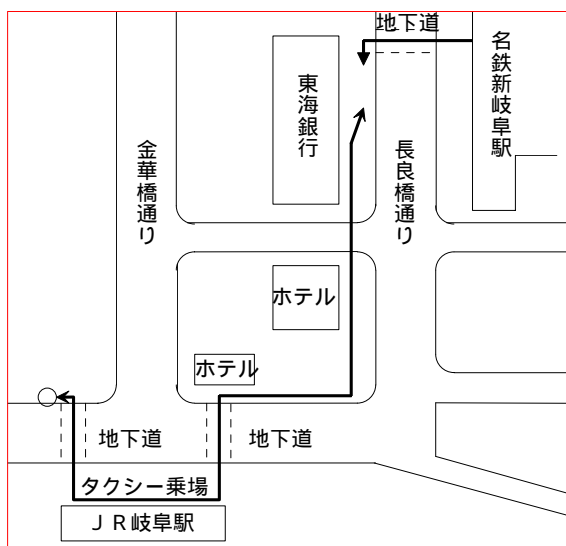 地下道
名鉄新岐阜駅
東海銀行
長良橋通り
金華橋通り
ホテル
ホテル
地下道
地下道
タクシー乗場
ＪＲ岐阜駅